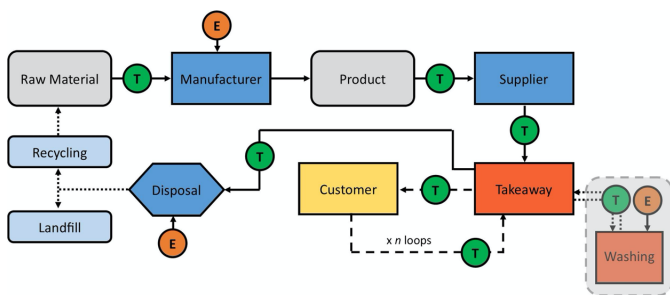 E
Raw Material
T
Manufacturer
Product
T
Supplier
T
T
Recycling
Disposal
Customer
T
Takeaway
T
E
Landfill
E
x n loops
T
Washing